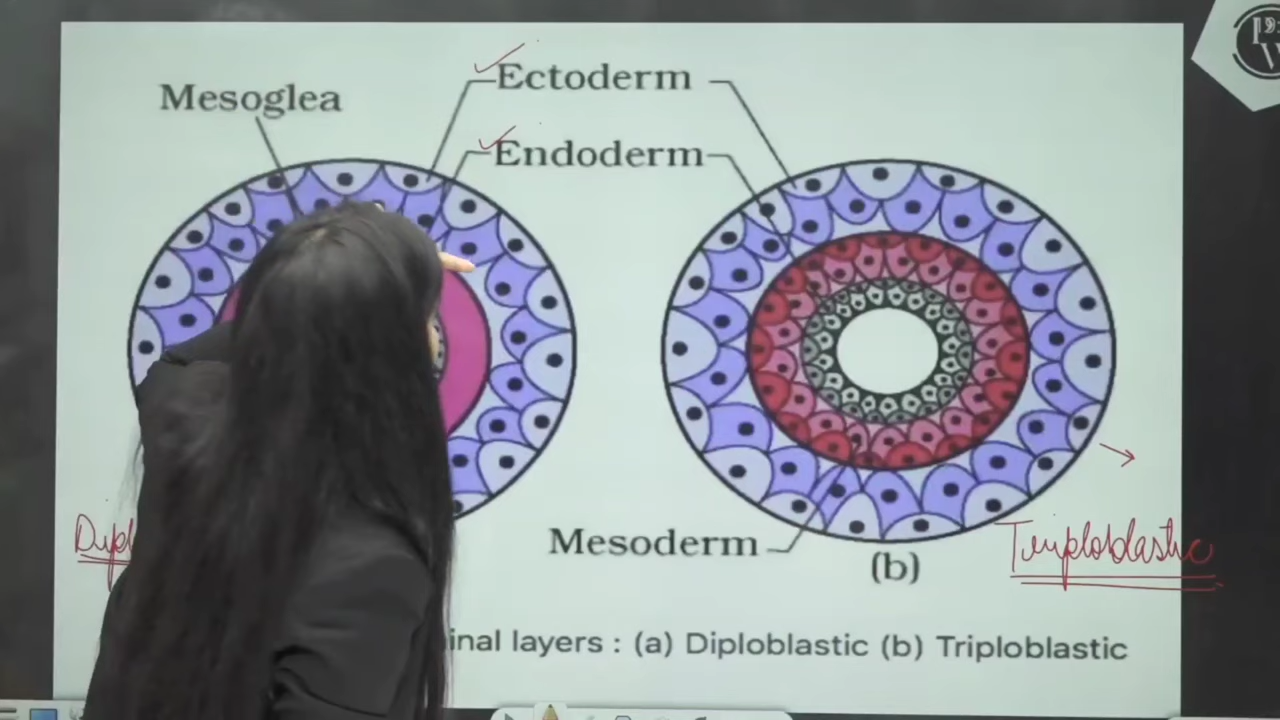 Mesoglea
Ectoderm
Endoderm
Mesoderm
(b)
Triploblastic
inal layers : (a) Diploblastic (b) Triploblastic